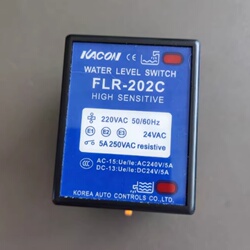 KACON CE
WATER LEVEL SWITCH
FLR-202C
HIGH SENSITIVE
220VAC 50/60Hz
E1 E2 E3 24VAC
5A 250VAC resistive
AC-15:Ue/Ie:AC240V/5A
DC-13:Ue/Ie:DC24V/5A
KOREA AUTO CONTROLS CO., LTD.